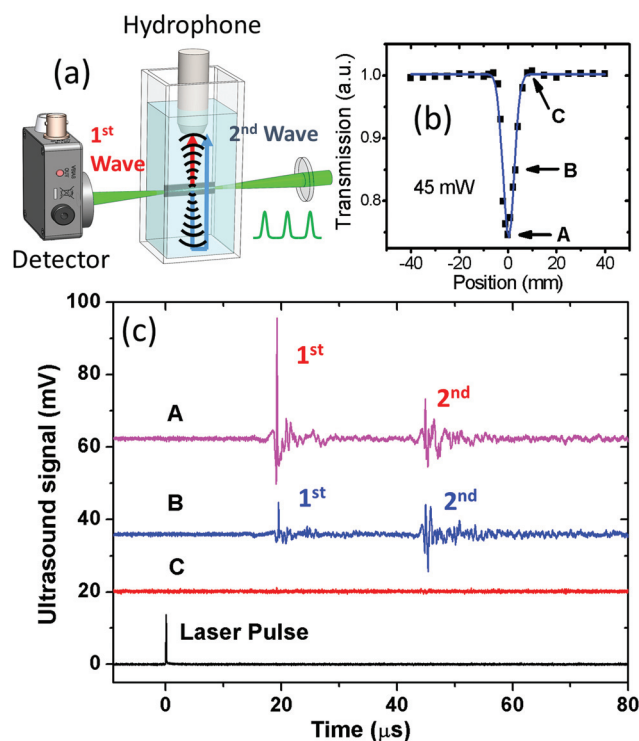 Hydrophone
(a)
1st
Wave
2nd Wave
Detector
Transmission (a.u.)
1.0
0.9
0.8
(b)
C
B
45 mW
A
-40 -20 0 20 40
Position (mm)
Ultrasound signal (mV)
100
80
60
40
20
0
(c)
1st
A
2nd
B
1st
2nd
C
Laser Pulse
0 20 40 60 80
Time (μs)